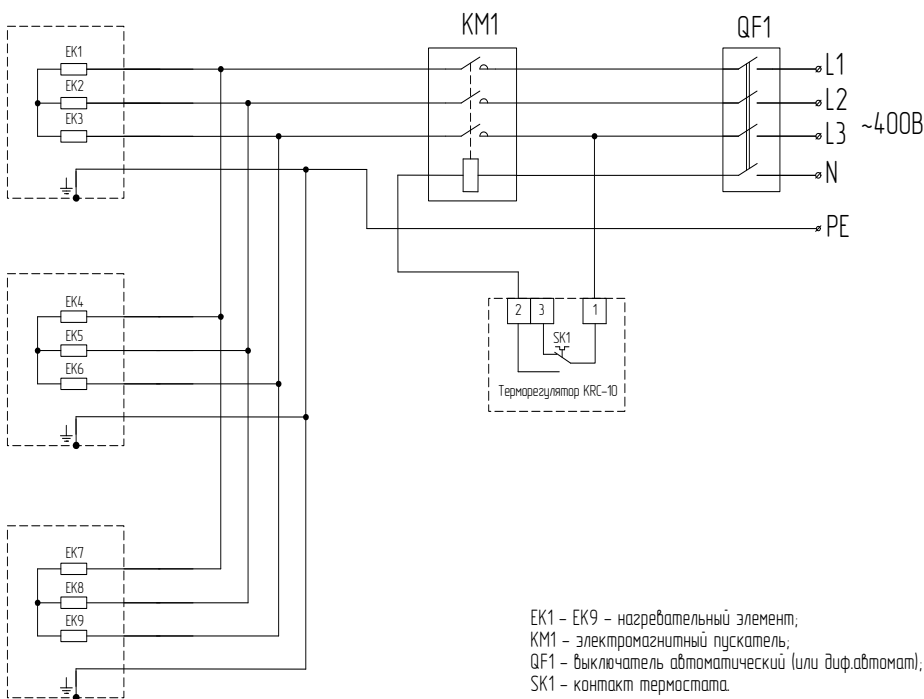 KM1
QF1
EK1
EK2
EK3
L1
L2
L3
~400В
N
PE
EK4
EK5
EK6
2 3 1
SK1
Терморегулятор KRC-10
EK7
EK8
EK9
EK1 - EK9 - нагревательный элемент;
KM1 - электромагнитный пускатель;
QF1 - выключатель автоматический (или диф.автомат);
SK1 - контакт термостата.